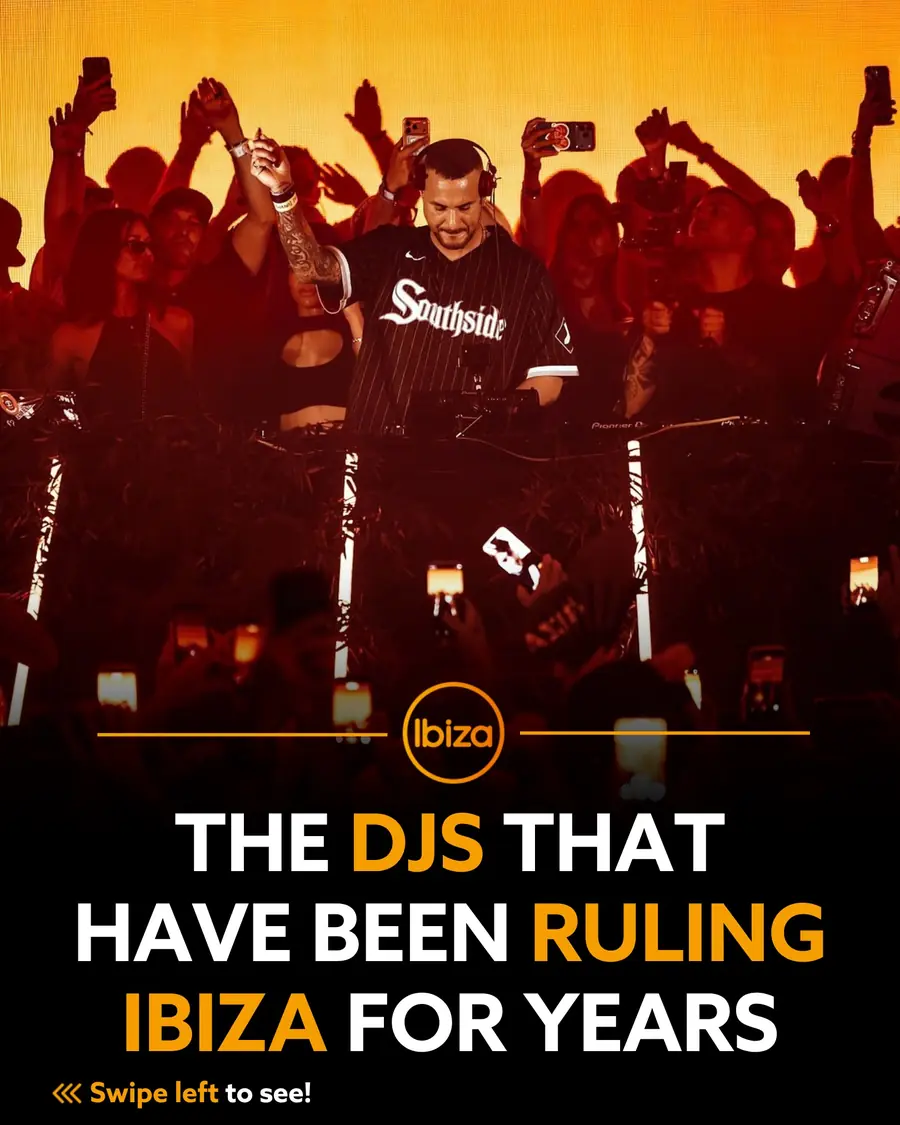 Southside
Pioneer DJ
Ibiza
THE DJS THAT
HAVE BEEN RULING
IBIZA FOR YEARS
<<< Swipe left to see!